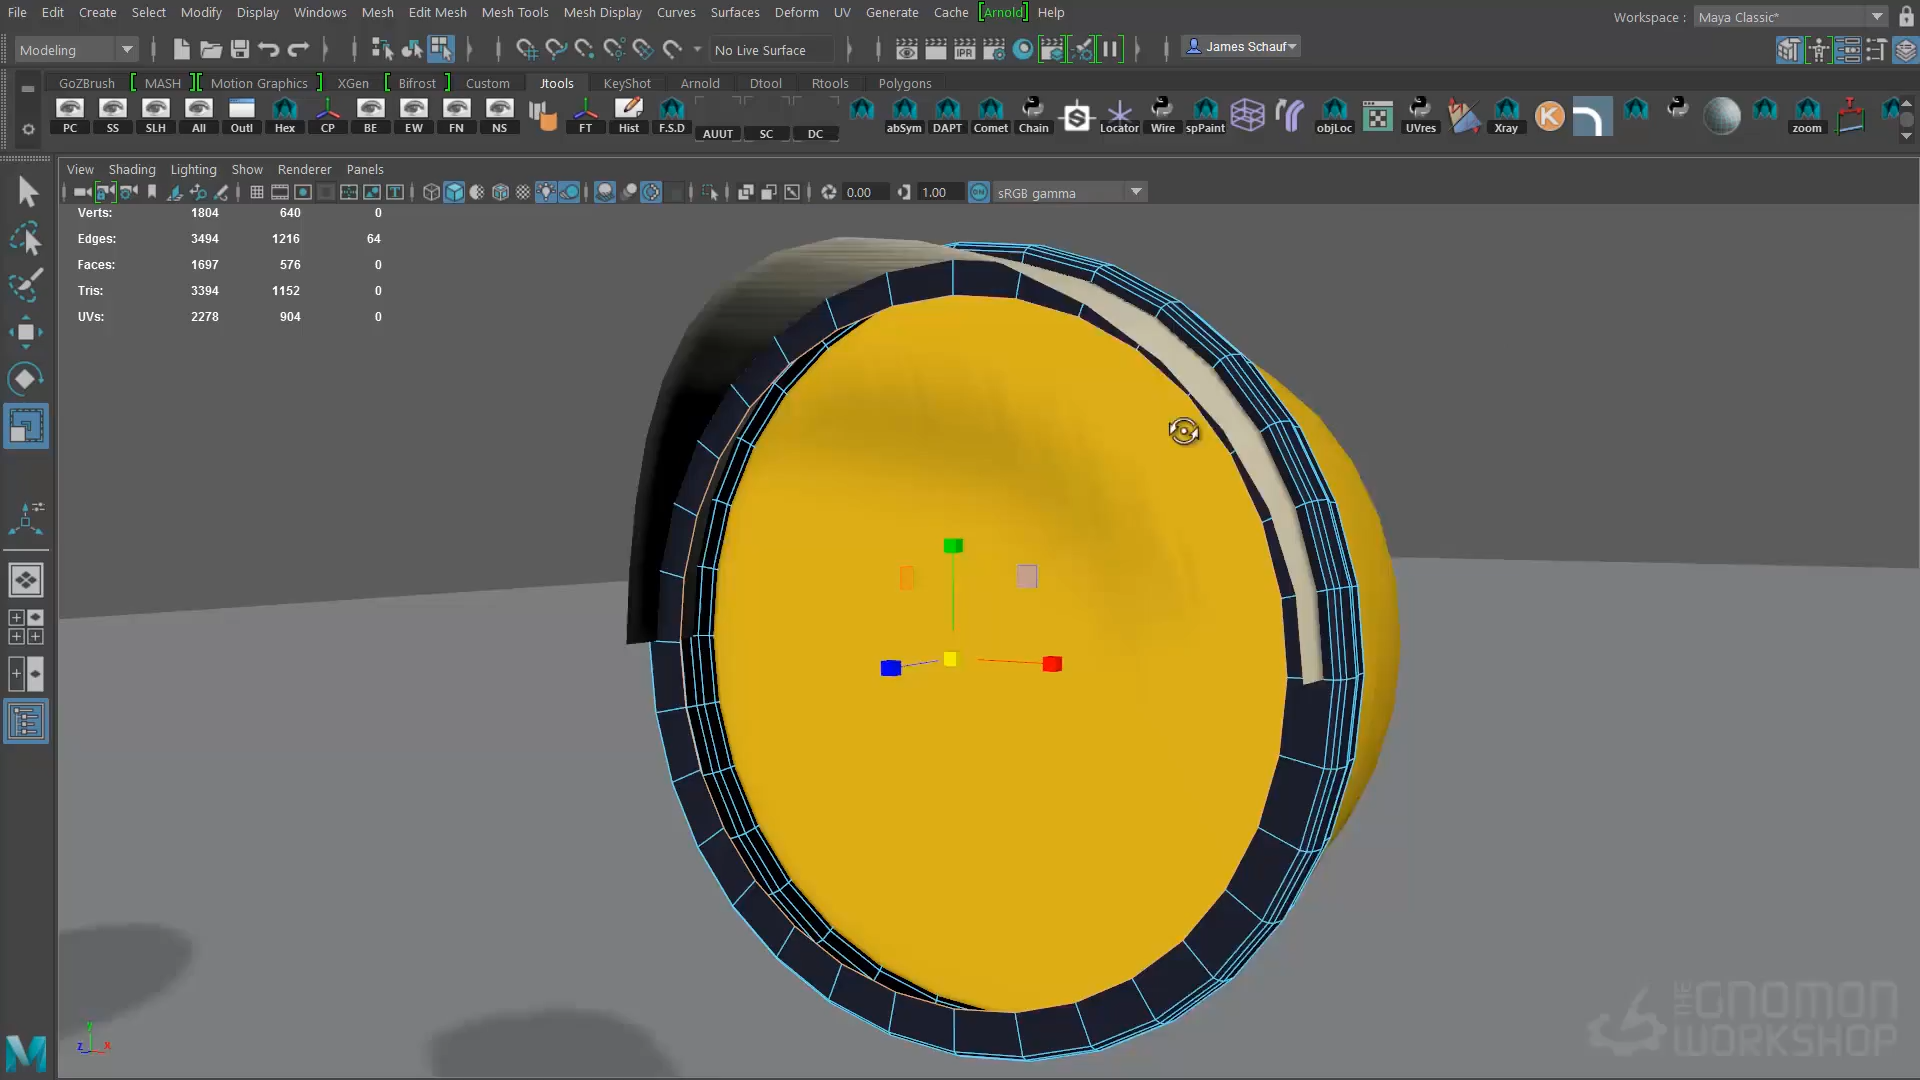 File Edit Create Select Modify Display Windows Mesh Edit Mesh Mesh Tools Mesh Display Curves Surfaces Deform UV Generate Cache [Arnold] Help
Workspace : Maya Classic*
Modeling No Live Surface James Schauf
IPR
GoZBrush MASH Motion Graphics XGen Bifrost Custom Jtools KeyShot Arnold Dtool Rtools Polygons
PC SS SLH All Outl Hex CP BE EW FN NS FT Hist F.S.D AUUT SC DC abSym DAPT Comet Chain Locator Wire spPaint objLoc UVres Xray zoom
View Shading Lighting Show Renderer Panels
0.00 1.00 ON sRGB gamma
Verts: 1804 640 0
Edges: 3494 1216 64
Faces: 1697 576 0
Tris: 3394 1152 0
UVs: 2278 904 0
y
z x
THE GNOMON
WORKSHOP